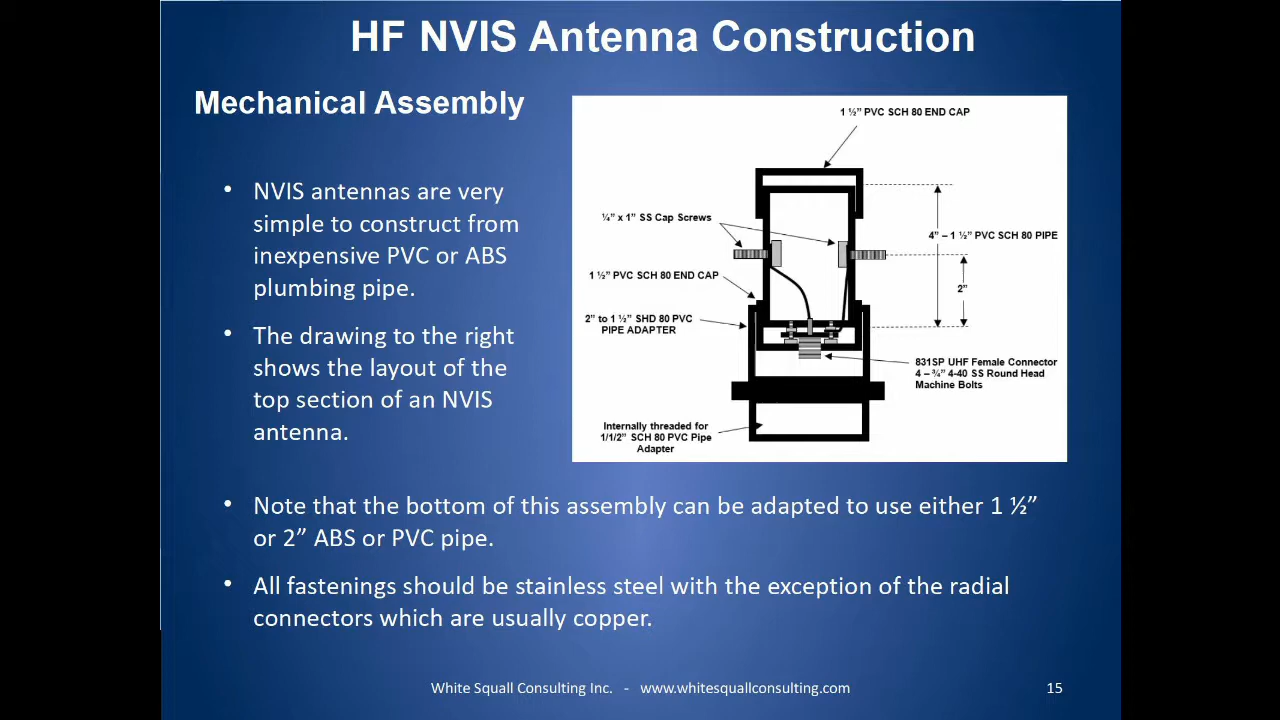 HF NVIS Antenna Construction
Mechanical Assembly
• NVIS antennas are very
simple to construct from
inexpensive PVC or ABS
plumbing pipe.
• The drawing to the right
shows the layout of the
top section of an NVIS
antenna.
1 ½” PVC SCH 80 END CAP
¼” x 1” SS Cap Screws
4” – 1 ½” PVC SCH 80 PIPE
1 ½” PVC SCH 80 END CAP
2”
2” to 1 ½” SHD 80 PVC
PIPE ADAPTER
831SP UHF Female Connector
4 – ¾” 4-40 SS Round Head
Machine Bolts
Internally threaded for
1/1/2” SCH 80 PVC Pipe
Adapter
• Note that the bottom of this assembly can be adapted to use either 1 ½”
or 2” ABS or PVC pipe.
• All fastenings should be stainless steel with the exception of the radial
connectors which are usually copper.
White Squall Consulting Inc. - www.whitesquallconsulting.com
15